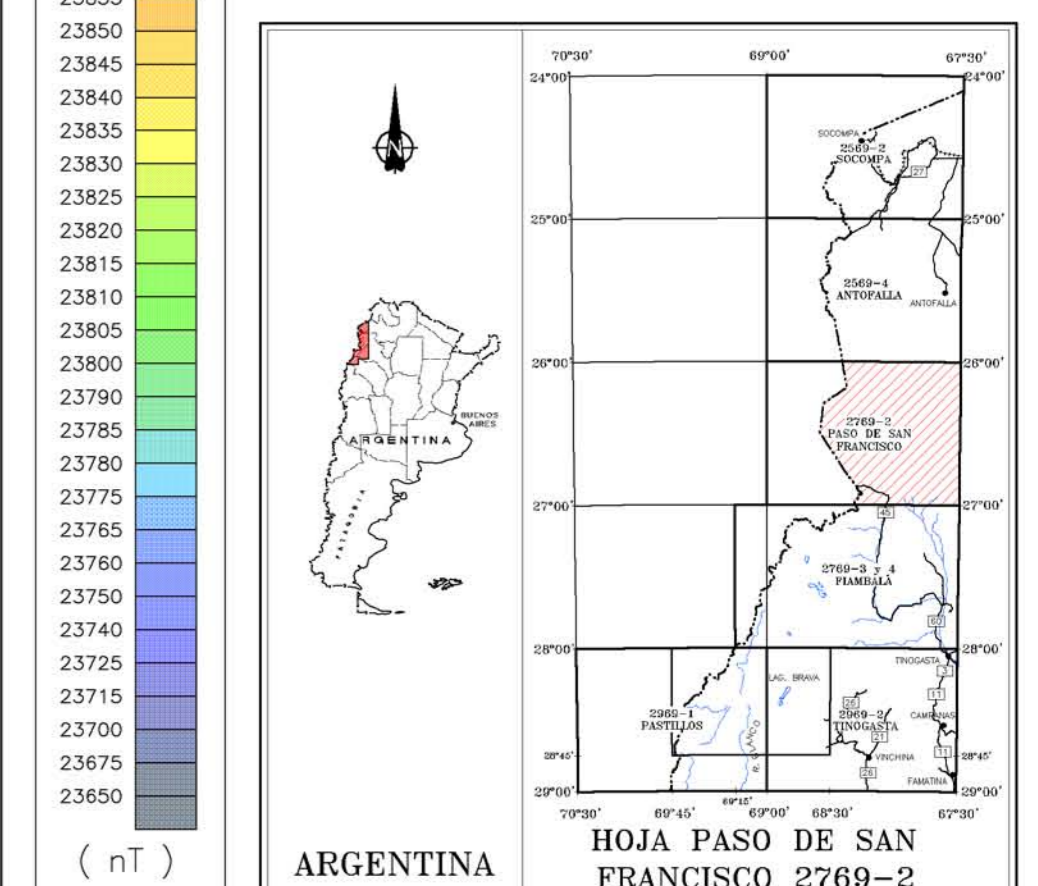 23855
23850
23845
23840
23835
23830
23825
23820
23815
23810
23805
23800
23790
23785
23780
23775
23765
23760
23750
23740
23725
23715
23700
23675
23650
( nT )
N
BUENOS
AIRES
ARGENTINA
PATAGONIA
ARGENTINA
70°30'
69°00'
67°30'
24°00'
24°00'
SOCOMPA
2569-2
SOCOMPA
27
25°00'
25°00'
2569-4
ANTOFALLA
ANTOFALLA
26°00'
26°00'
2769-2
PASO DE SAN
FRANCISCO
27°00'
27°00'
45
2769-3 y 4
FIAMBALÀ
60
28°00'
28°00'
TINOGASTA
3
LAG. BRAVA
11
26
2969-1
PASTILLOS
2969-2
TINOGASTA
CAMPANAS
21
R. GUANCO
11
28°45'
VINCHINA
26
FAMATINA
29°00'
29°00'
70°30'
69°45'
69°15'
69°00'
68°30'
67°30'
HOJA PASO DE SAN
FRANCISCO 2769-2